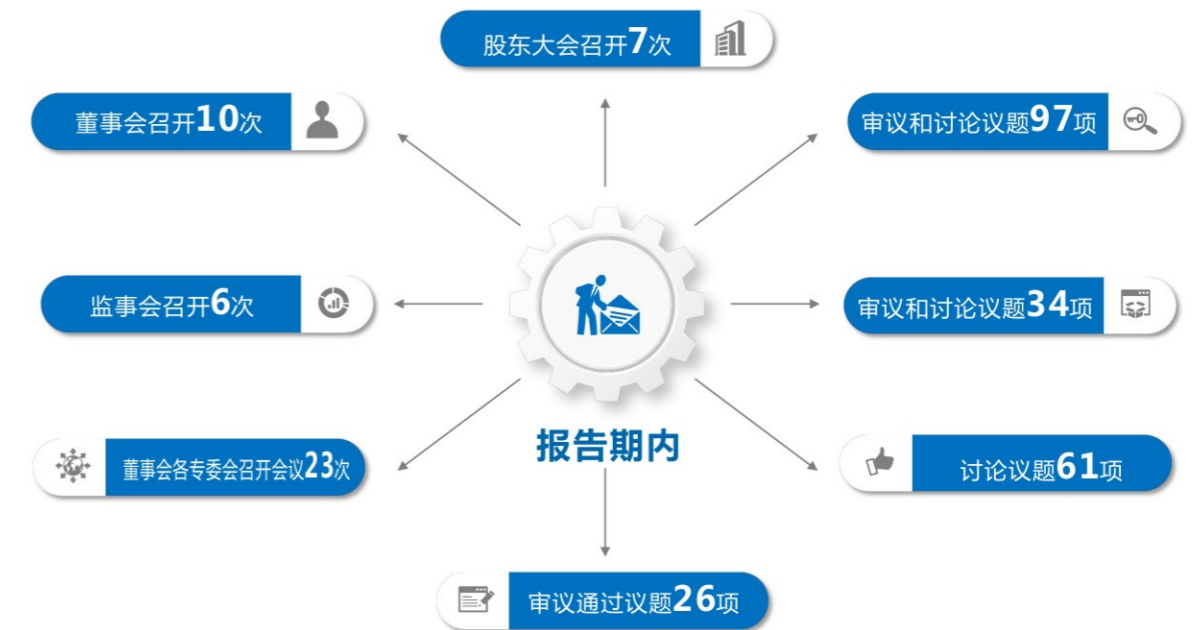 股东大会召开7次
董事会召开10次
审议和讨论议题97项
监事会召开6次
审议和讨论议题34项
报告期内
董事会各专委会召开会议23次
讨论议题61项
审议通过议题26项